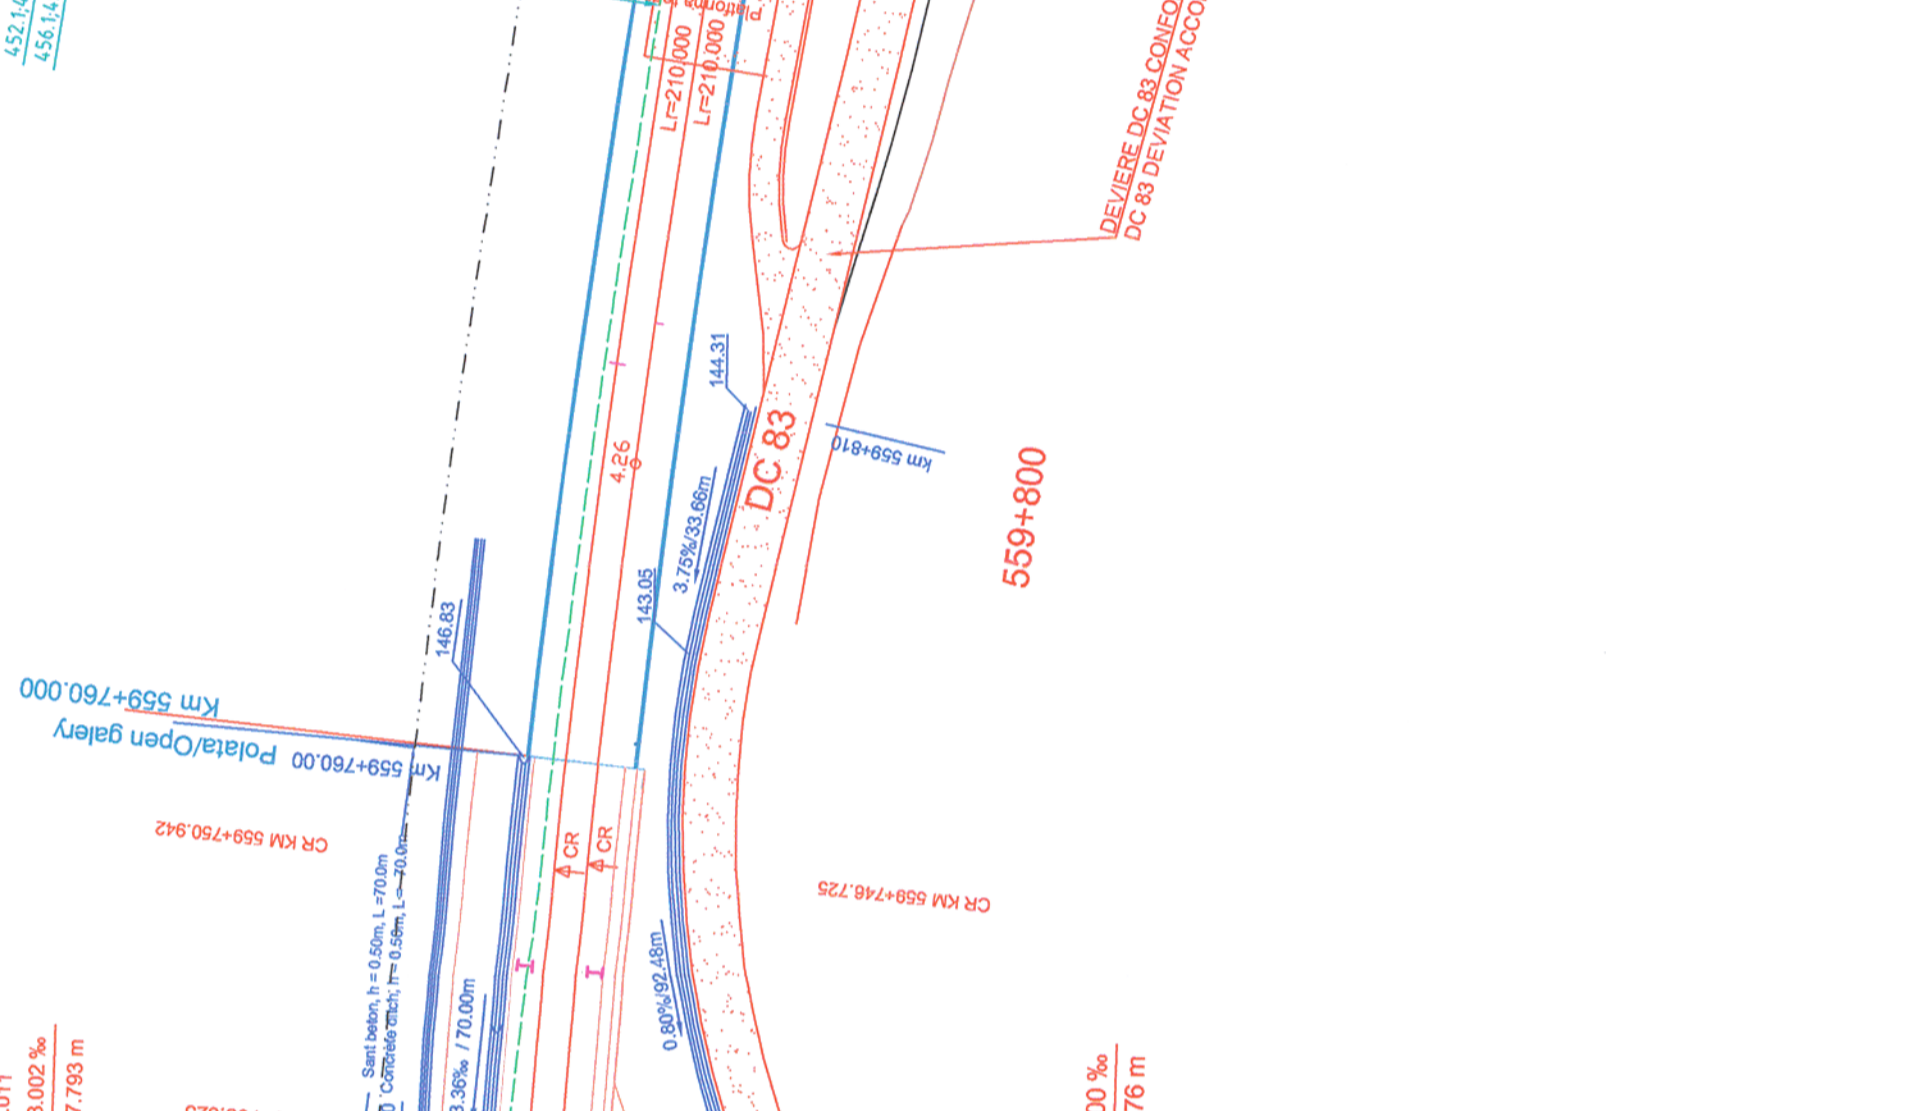 452.1;4
456.1;4
Platforma
Lr=210.000
Lr=210.000
DEVIERE DC 83 CONFO
DC 83 DEVIATION ACCO
144.31
4.26
DC 83
km 559+810
3.75%/33.66m
559+800
143.05
146.83
Km 559+760.000
Polata/Open galery
Km 559+760.00
CR KM 559+750.942
CR
CR
CR KM 559+746.725
Sant beton, h = 0.50m, L =70.0m
Concrete ditch; h = 0.50m, L = 70.0m
0.80%/92.48m
3.36‰ / 70.00m
3.002 ‰
7.793 m
00 ‰
76 m